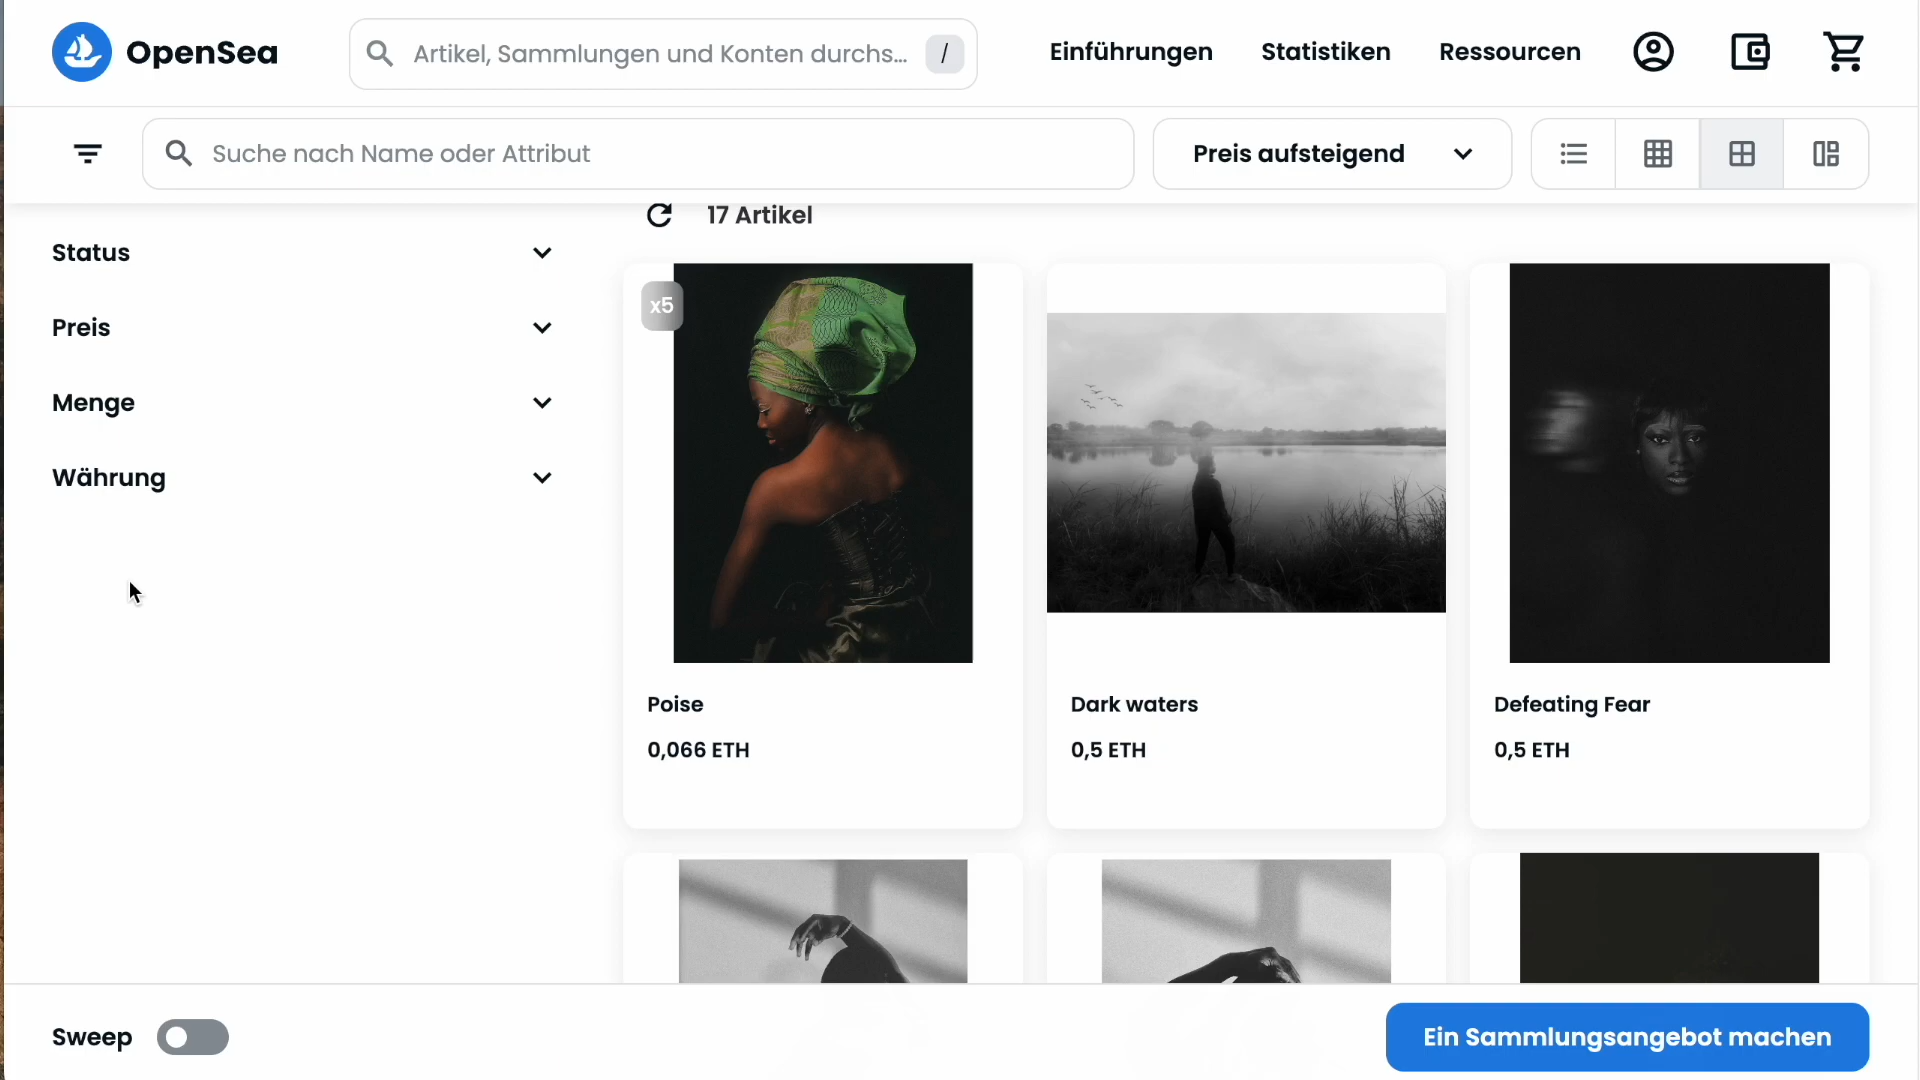 OpenSea
Artikel, Sammlungen und Konten durchs...
/
Einführungen
Statistiken
Ressourcen
Suche nach Name oder Attribut
Preis aufsteigend
17 Artikel
Status
Preis
Menge
Währung
x5
Poise
0,066 ETH
Dark waters
0,5 ETH
Defeating Fear
0,5 ETH
Sweep
Ein Sammlungsangebot machen